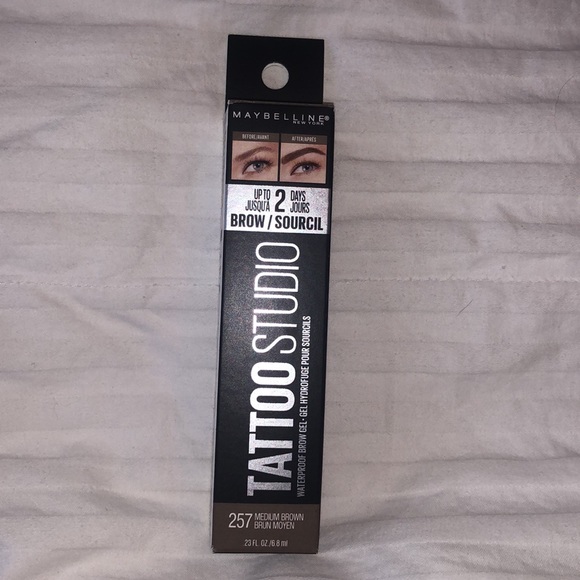 MAYBELLINE®
NEW YORK
BEFORE/AVANT
AFTER/APRÈS
UP TO
JUSQU'À
2
DAYS
JOURS
BROW / SOURCIL
TATTOO STUDIO
WATERPROOF BROW GEL • GEL HYDROFUGE POUR SOURCILS
257 MEDIUM BROWN
BRUN MOYEN
.23 FL. OZ./6.8 ml